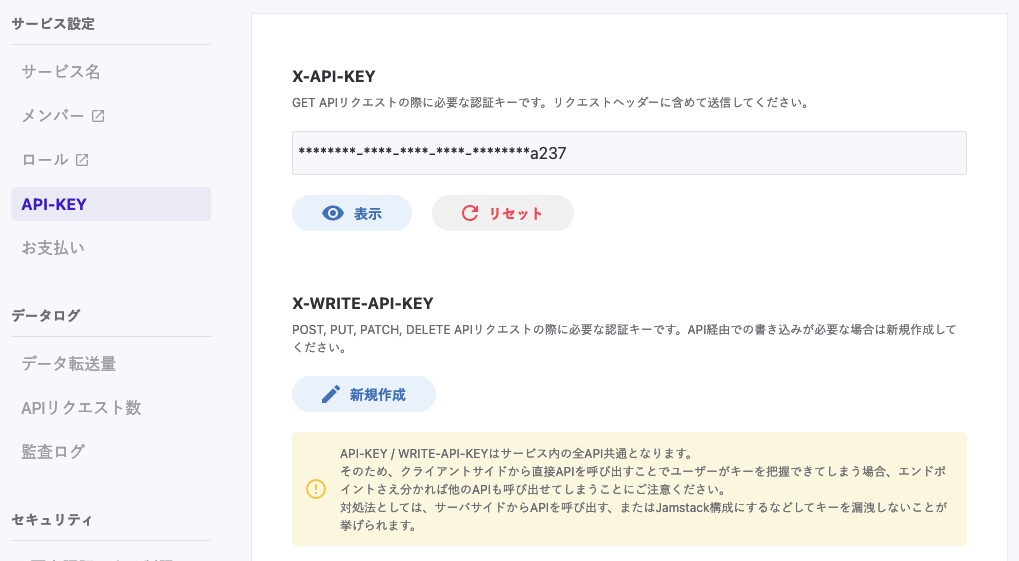 サービス設定
サービス名
メンバー
ロール
API-KEY
お支払い
データログ
データ転送量
APIリクエスト数
監査ログ
セキュリティ
X-API-KEY
GET APIリクエストの際に必要な認証キーです。リクエストヘッダーに含めて送信してください。
********-****-****-****-********a237
表示
リセット
X-WRITE-API-KEY
POST, PUT, PATCH, DELETE APIリクエストの際に必要な認証キーです。API経由での書き込みが必要な場合は新規作成して
ください。
新規作成
API-KEY / WRITE-API-KEYはサービス内の全API共通となります。
そのため、クライアントサイドから直接APIを呼び出すことでユーザーがキーを把握できてしまう場合、エンドポ
イントさえ分かれば他のAPIも呼び出せてしまうことにご注意ください。
対処法としては、サーバサイドからAPIを呼び出す、またはJamstack構成にするなどしてキーを漏洩しないことが
挙げられます。